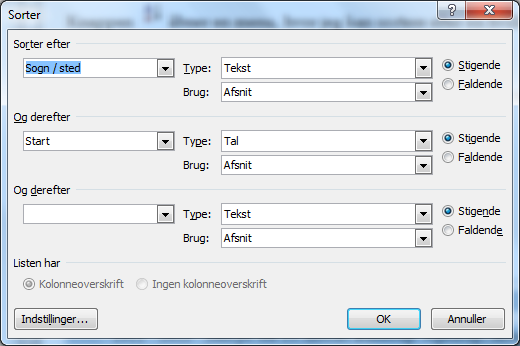 Sorter
Sorter efter
Sogn / sted Type: Tekst Stigende
Brug: Afsnit Faldende
Og derefter
Start Type: Tal Stigende
Brug: Afsnit Faldende
Og derefter
Type: Tekst Stigende
Brug: Afsnit Faldende
Listen har
Kolonneoverskrift Ingen kolonneoverskrift
Indstillinger... OK Annuller